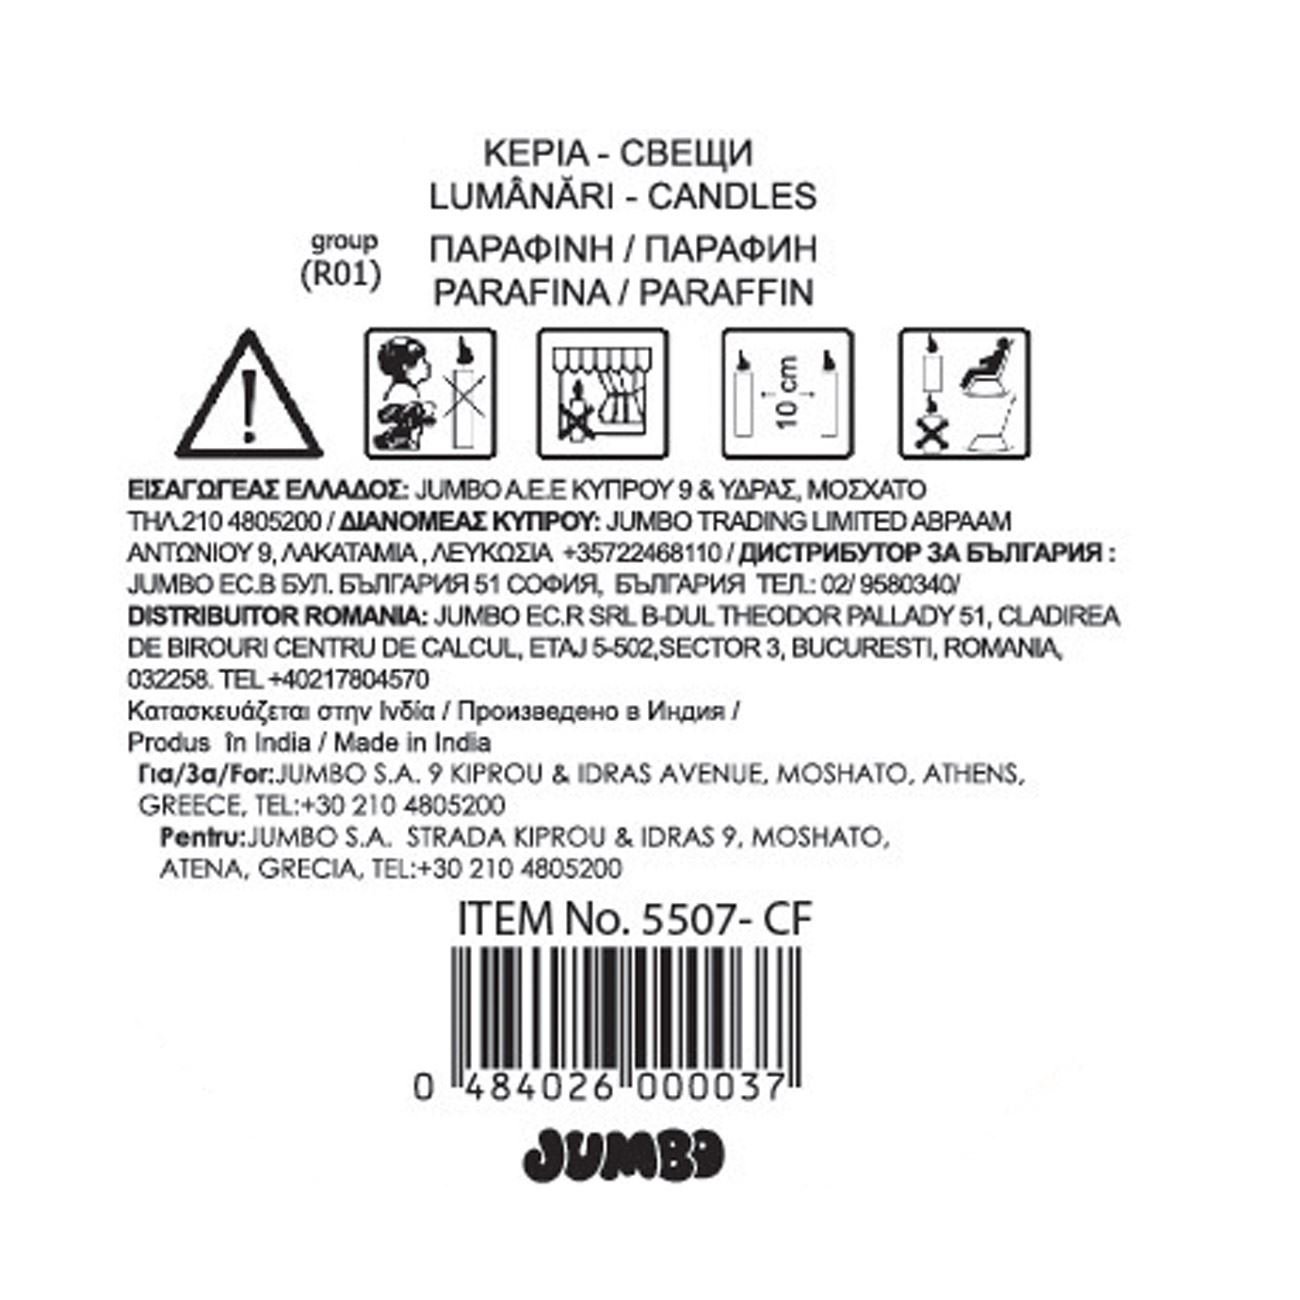 ΚΕΡΙΑ - СВЕЩИ
LUMÂNĂRI - CANDLES
group
(R01)
ΠΑΡΑΦΙΝΗ / ПАРАФИН
PARAFINA / PARAFFIN
10 cm
ΕΙΣΑΓΩΓΕΑΣ ΕΛΛΑΔΟΣ: JUMBO Α.Ε.Ε ΚΥΠΡΟΥ 9 & ΥΔΡΑΣ, ΜΟΣΧΑΤΟ
ΤΗΛ.210 4805200 / ΔΙΑΝΟΜΕΑΣ ΚΥΠΡΟΥ: JUMBO TRADING LIMITED ΑΒΡΑΑΜ
ΑΝΤΩΝΙΟΥ 9, ΛΑΚΑΤΑΜΙΑ , ΛΕΥΚΩΣΙΑ +35722468110 / ДИСТРИБУТОР ЗА БЪЛГАРИЯ :
JUMBO EC.B БУЛ. БЪЛГАРИЯ 51 СОФИЯ, БЪЛГАРИЯ ТЕЛ.: 02/ 9580340/
DISTRIBUITOR ROMANIA: JUMBO EC.R SRL B-DUL THEODOR PALLADY 51, CLADIREA
DE BIROURI CENTRU DE CALCUL, ETAJ 5-502,SECTOR 3, BUCURESTI, ROMANIA,
032258. TEL +40217804570
Κατασκευάζεται στην Ινδία / Произведено в Индия /
Produs în India / Made in India
Για/За/For:JUMBO S.A. 9 KIPROU & IDRAS AVENUE, MOSHATO, ATHENS,
GREECE, TEL:+30 210 4805200
Pentru:JUMBO S.A. STRADA KIPROU & IDRAS 9, MOSHATO,
ATENA, GRECIA, TEL:+30 210 4805200
ITEM No. 5507- CF
0 484026 000037
JUMBO